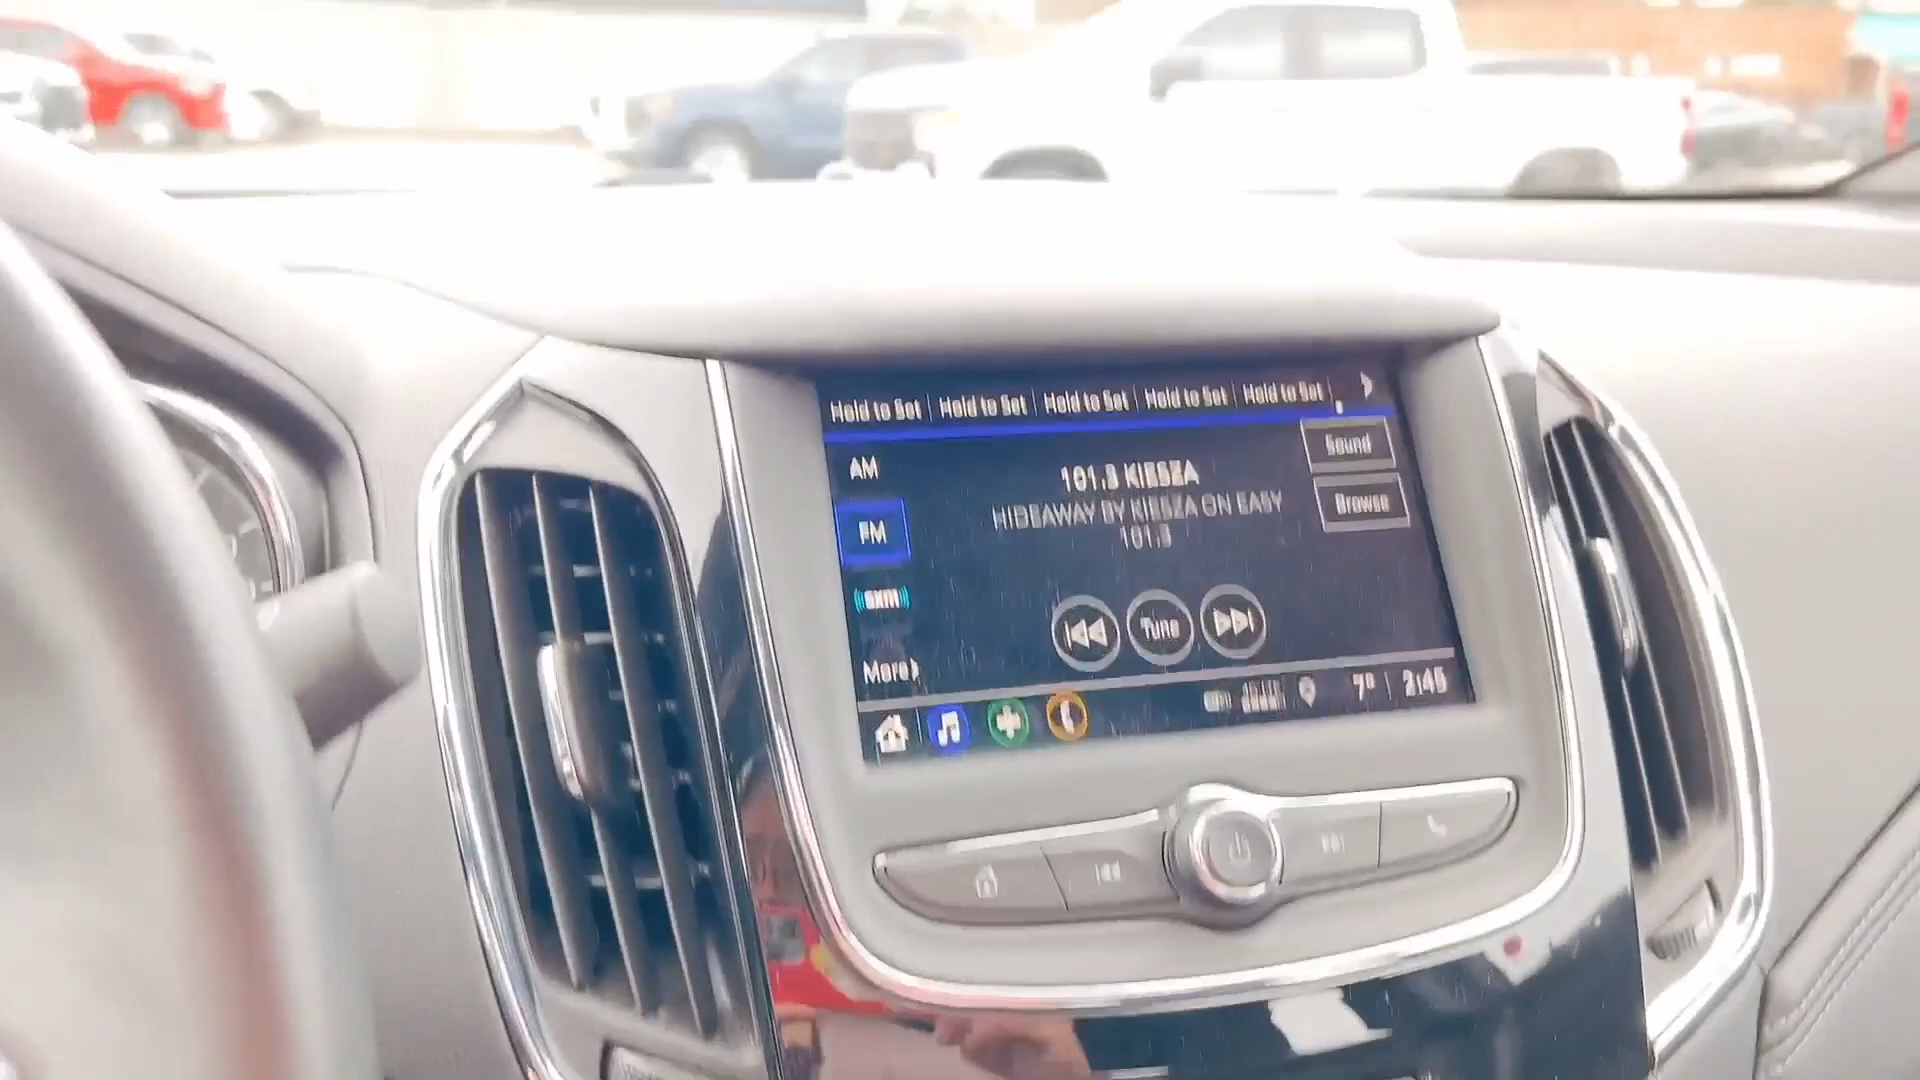 Hold to Set Hold to Set Hold to Set Hold to Set Hold to Set
Sound
AM
101.3 KIESZA
HIDEAWAY BY KIESZA ON EASY
101.3
Browse
FM
sxm
Tune
More
7° 2:45